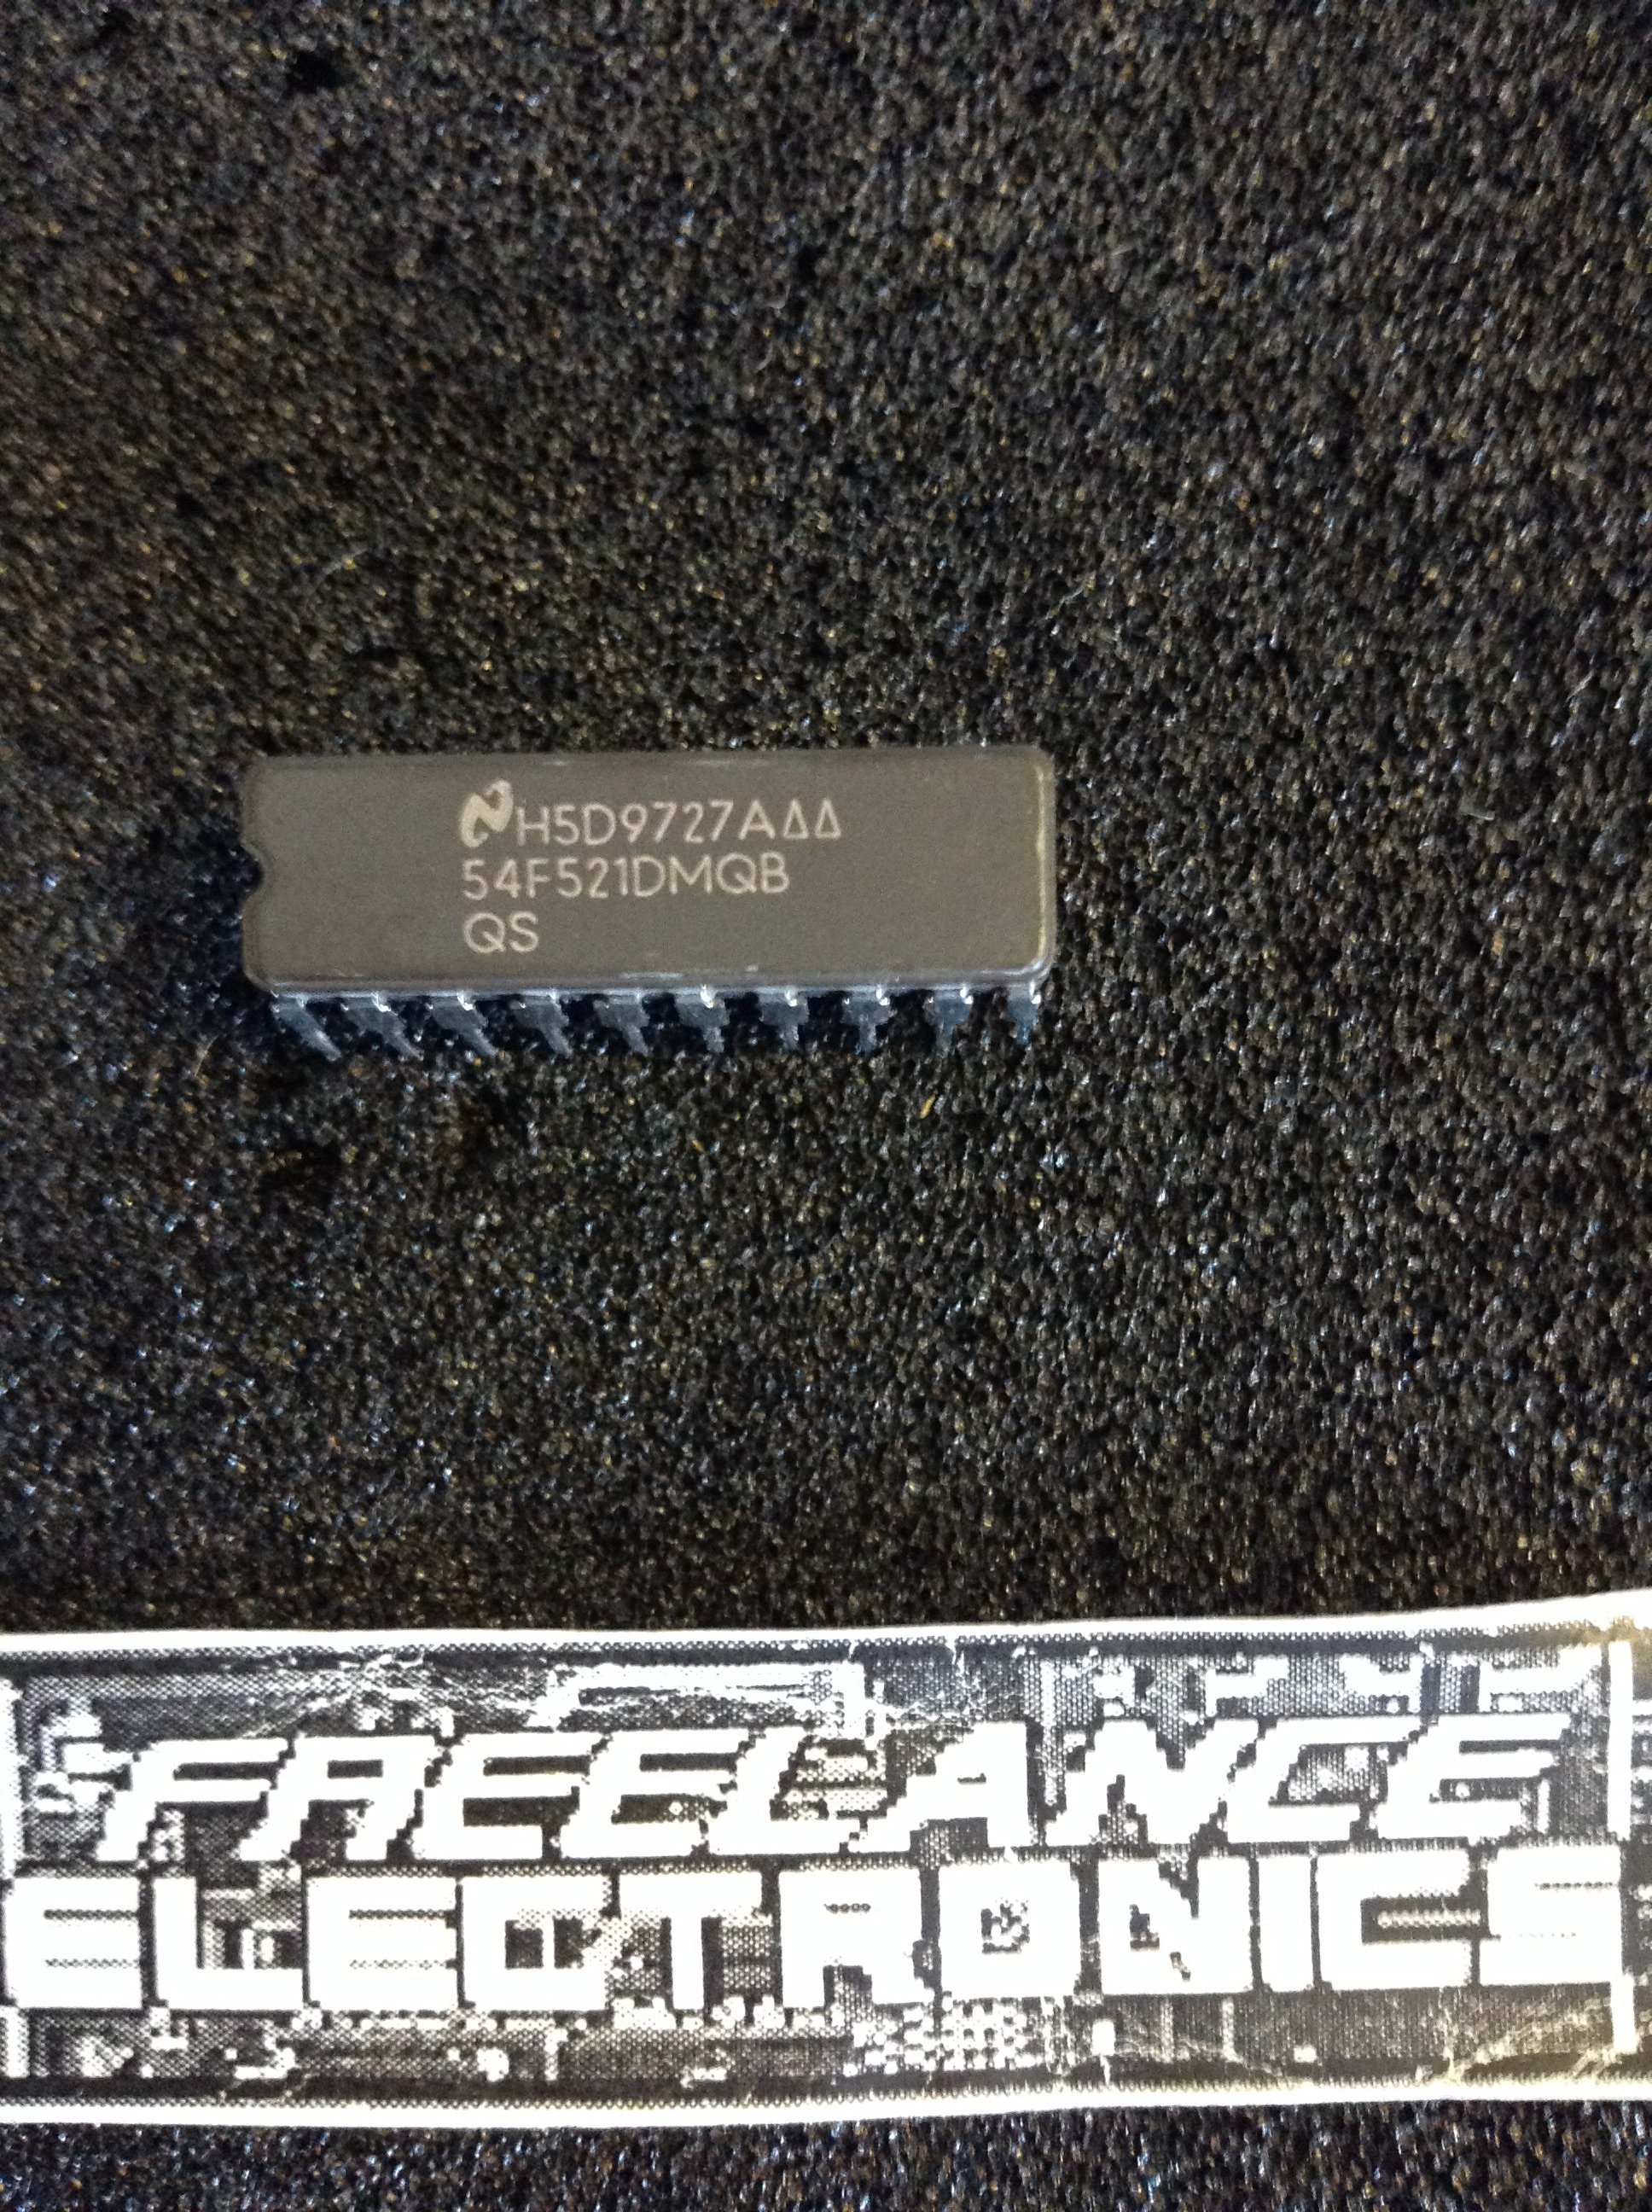 H5D9727AΔΔ
54F521DMQB
QS
FREELANCE
ELECTRONICS